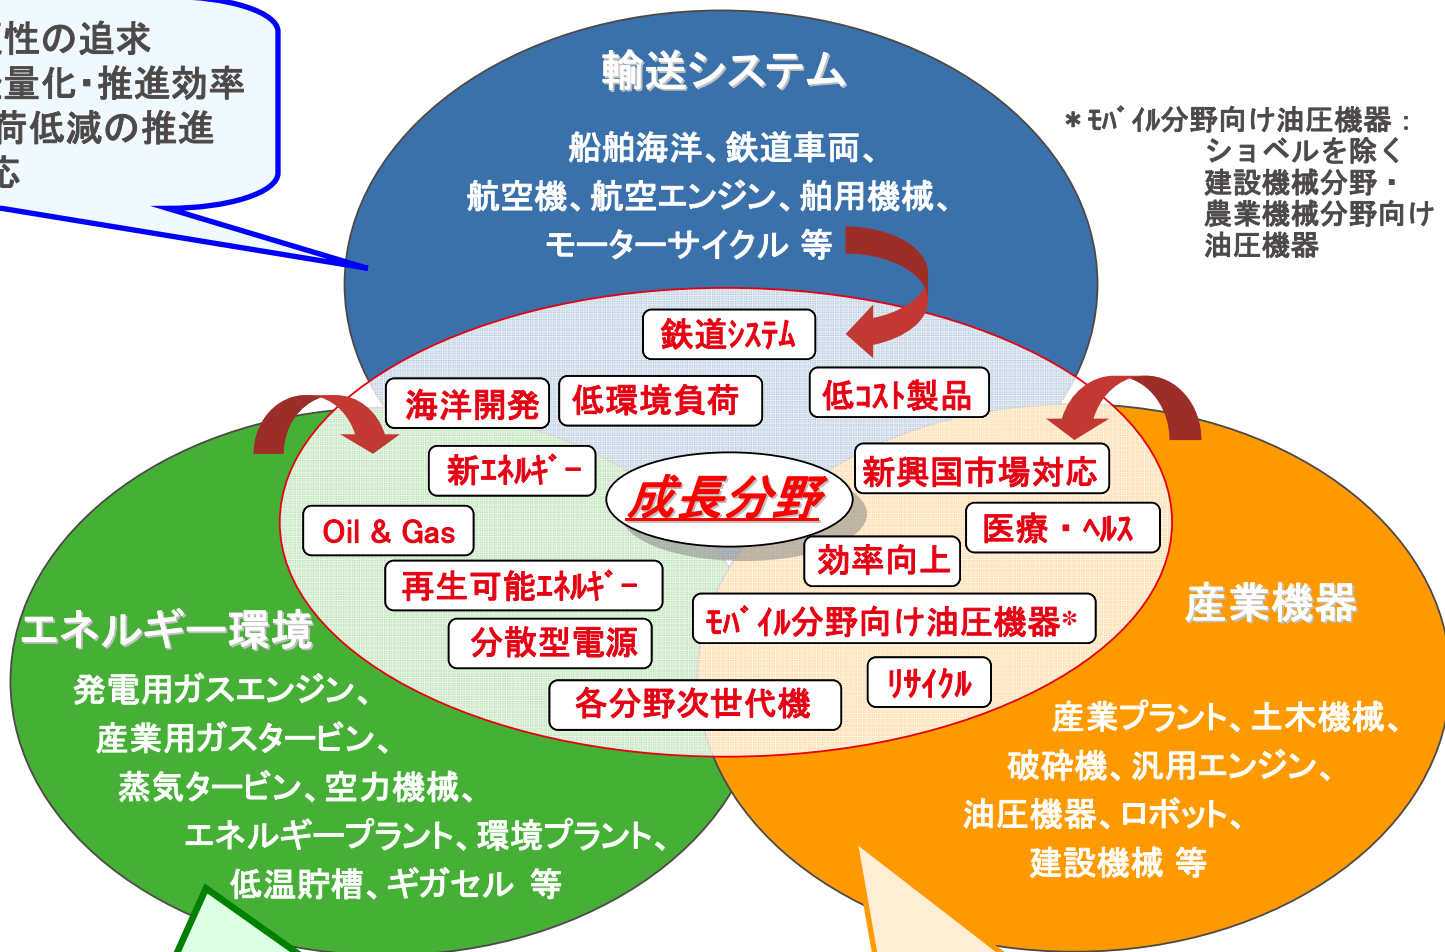 性の追求
量化・推進効率
荷低減の推進
応
輸送システム
船舶海洋、鉄道車両、
航空機、航空エンジン、舶用機械、
モーターサイクル 等
＊ﾓﾊﾞｲﾙ分野向け油圧機器：
ショベルを除く
建設機械分野・
農業機械分野向け
油圧機器
鉄道ｼｽﾃﾑ
海洋開発
低環境負荷
低ｺｽﾄ製品
新ｴﾈﾙｷﾞｰ
成長分野
新興国市場対応
Oil & Gas
医療・ﾍﾙｽ
効率向上
再生可能ｴﾈﾙｷﾞｰ
ﾓﾊﾞｲﾙ分野向け油圧機器*
分散型電源
ﾘｻｲｸﾙ
各分野次世代機
エネルギー環境
発電用ガスエンジン、
産業用ガスタービン、
蒸気タービン、空力機械、
エネルギープラント、環境プラント、
低温貯槽、ギガセル 等
産業機器
産業プラント、土木機械、
破砕機、汎用エンジン、
油圧機器、ロボット、
建設機械 等